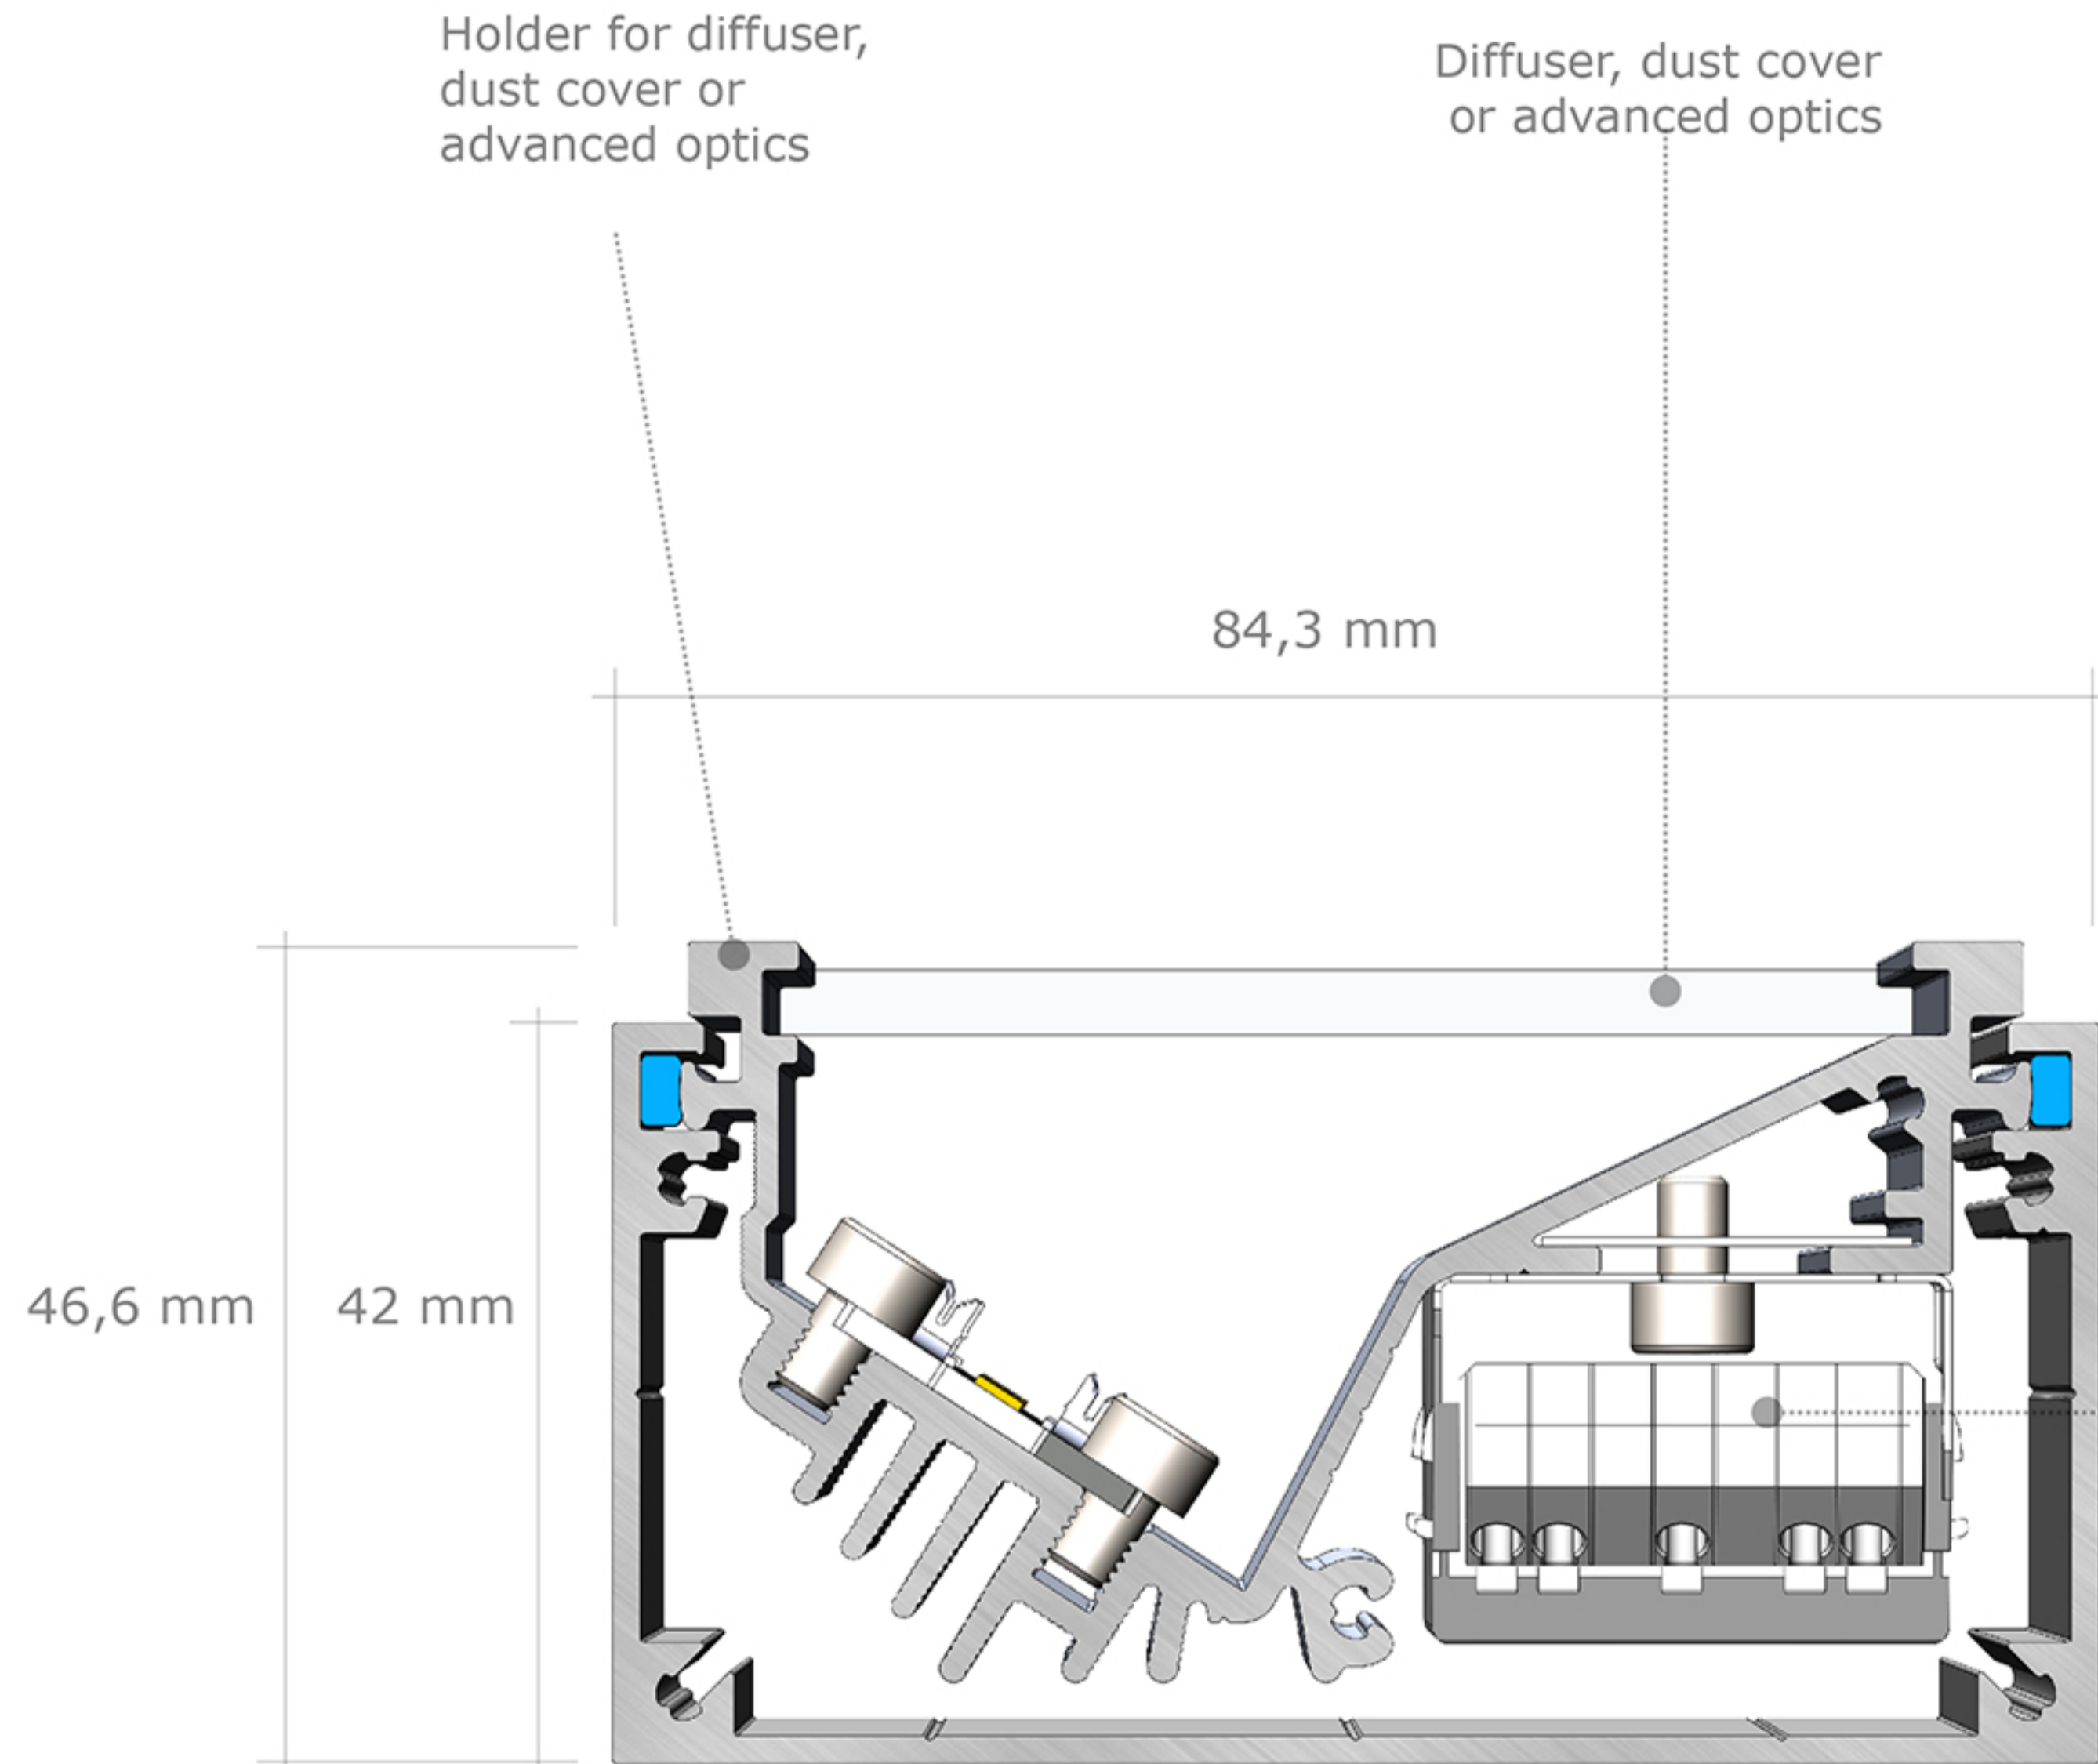 Holder for diffuser,
dust cover or
advanced optics
Diffuser, dust cover
or advanced optics
84,3 mm
46,6 mm
42 mm